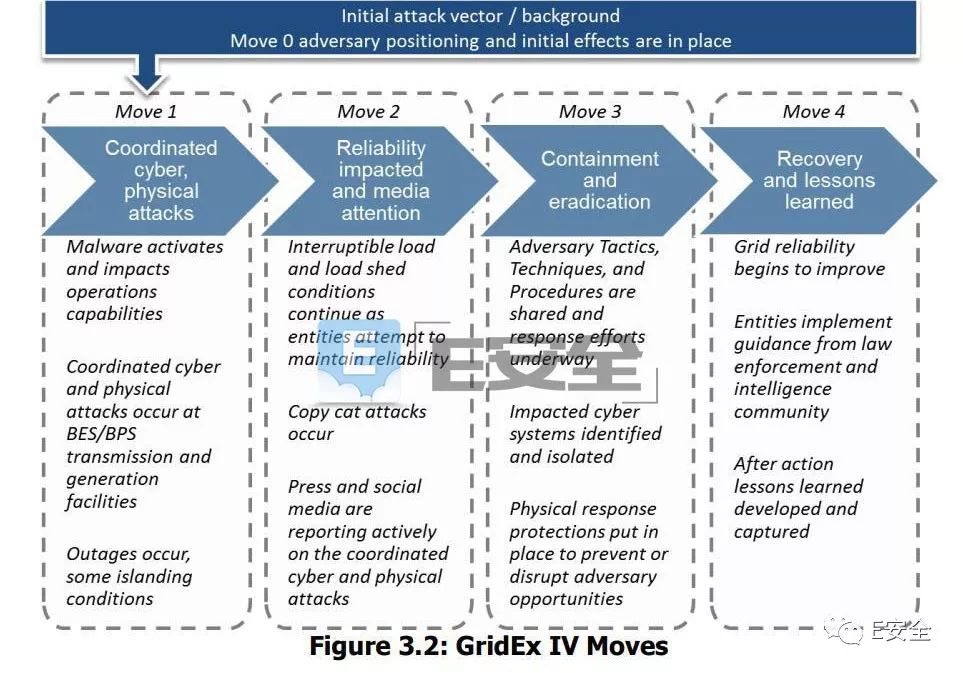 Initial attack vector / background
Move 0 adversary positioning and initial effects are in place
Move 1
Coordinated
cyber,
physical
attacks
Malware activates
and impacts
operations
capabilities
Coordinated cyber
and physical
attacks occur at
BES/BPS
transmission and
generation
facilities
Outages occur,
some islanding
conditions
Move 2
Reliability
impacted
and media
attention
Interruptible load
and load shed
conditions
continue as
entities attempt to
maintain reliability
Copy cat attacks
occur
Press and social
media are
reporting actively
on the coordinated
cyber and physical
attacks
Move 3
Containment
and
eradication
Adversary Tactics,
Techniques, and
Procedures are
shared and
response efforts
underway
Impacted cyber
systems identified
and isolated
Physical response
protections put in
place to prevent or
disrupt adversary
opportunities
Move 4
Recovery
and lessons
learned
Grid reliability
begins to improve
Entities implement
guidance from law
enforcement and
intelligence
community
After action
lessons learned
developed and
captured
E
E安全
E安全
Figure 3.2: GridEx IV Moves